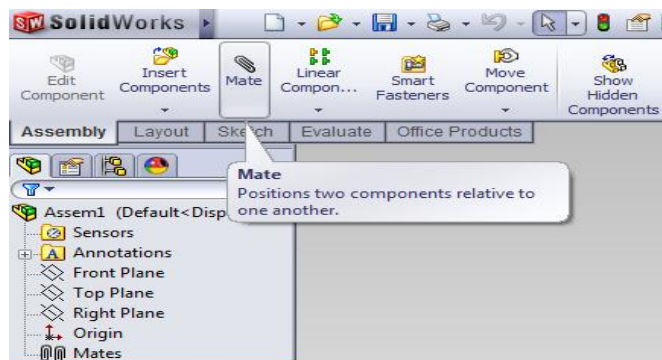 SolidWorks
Edit Component
Insert Components
Mate
Linear Compon...
Smart Fasteners
Move Component
Show Hidden Components
Assembly Layout Sketch Evaluate Office Products
Mate
Positions two components relative to
one another.
Assem1 (Default<Disp
Sensors
A Annotations
Front Plane
Top Plane
Right Plane
Origin
Mates